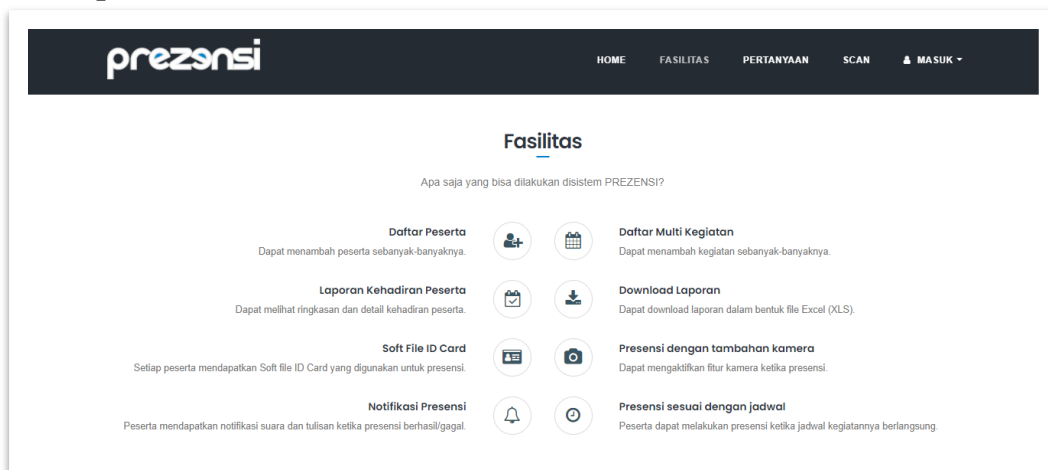 prezensi
HOME FASILITAS PERTANYAAN SCAN MASUK
Fasilitas
Apa saja yang bisa dilakukan disistem PREZENSI?
Daftar Peserta
Dapat menambah peserta sebanyak-banyaknya.
Daftar Multi Kegiatan
Dapat menambah kegiatan sebanyak-banyaknya.
Laporan Kehadiran Peserta
Dapat melihat ringkasan dan detail kehadiran peserta.
Download Laporan
Dapat download laporan dalam bentuk file Excel (XLS).
Soft File ID Card
Setiap peserta mendapatkan Soft file ID Card yang digunakan untuk presensi.
Presensi dengan tambahan kamera
Dapat mengaktifkan fitur kamera ketika presensi.
Notifikasi Presensi
Peserta mendapatkan notifikasi suara dan tulisan ketika presensi berhasil/gagal.
Presensi sesuai dengan jadwal
Peserta dapat melakukan presensi ketika jadwal kegiatannya berlangsung.